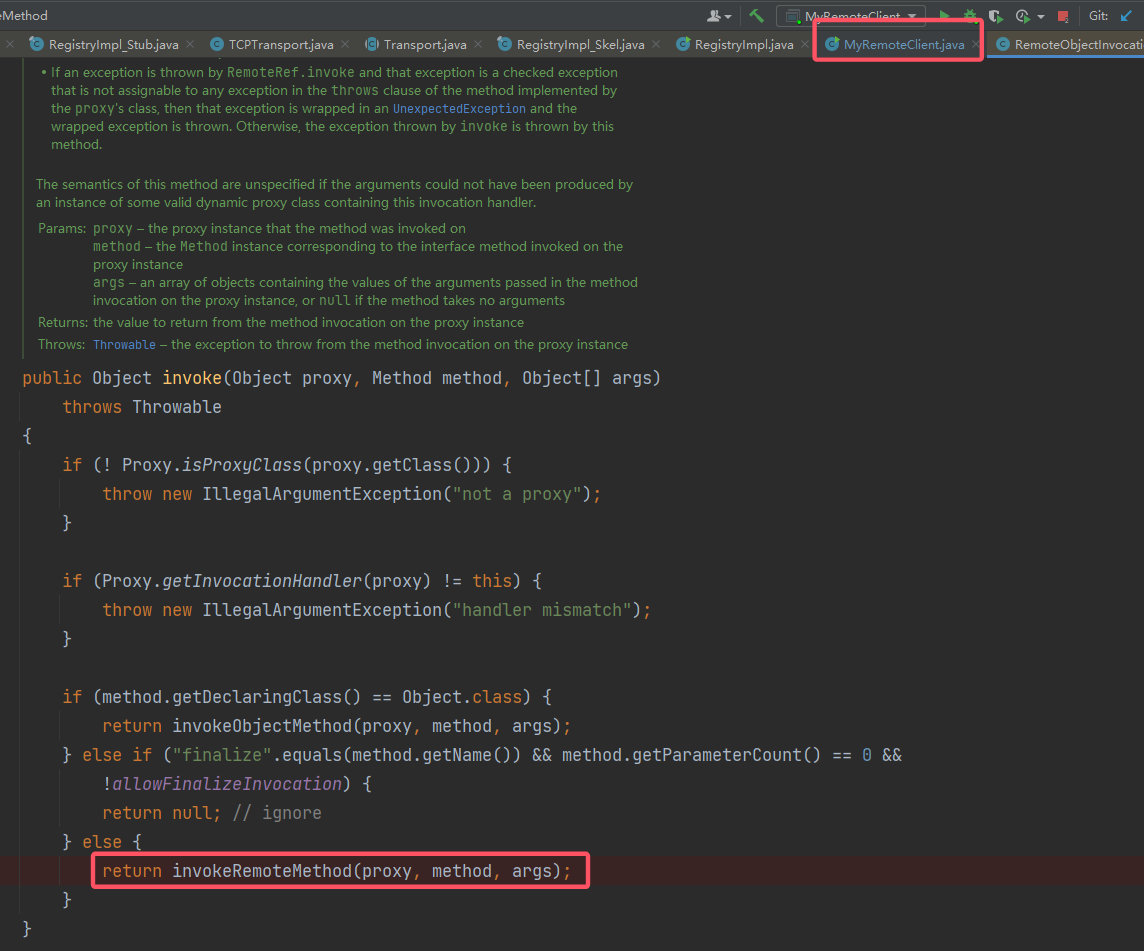 eMethod MyRemoteClient Git:
RegistryImpl_Stub.java TCPTransport.java Transport.java RegistryImpl_Skel.java RegistryImpl.java MyRemoteClient.java RemoteObjectInvocati
• If an exception is thrown by RemoteRef.invoke and that exception is a checked exception
that is not assignable to any exception in the throws clause of the method implemented by
the proxy's class, then that exception is wrapped in an UnexpectedException and the
wrapped exception is thrown. Otherwise, the exception thrown by invoke is thrown by this
method.
The semantics of this method are unspecified if the arguments could not have been produced by
an instance of some valid dynamic proxy class containing this invocation handler.
Params: proxy – the proxy instance that the method was invoked on
method – the Method instance corresponding to the interface method invoked on the
proxy instance
args – an array of objects containing the values of the arguments passed in the method
invocation on the proxy instance, or null if the method takes no arguments
Returns: the value to return from the method invocation on the proxy instance
Throws: Throwable – the exception to throw from the method invocation on the proxy instance
public Object invoke(Object proxy, Method method, Object[] args)
throws Throwable
{
if (! Proxy.isProxyClass(proxy.getClass())) {
throw new IllegalArgumentException("not a proxy");
}
if (Proxy.getInvocationHandler(proxy) != this) {
throw new IllegalArgumentException("handler mismatch");
}
if (method.getDeclaringClass() == Object.class) {
return invokeObjectMethod(proxy, method, args);
} else if ("finalize".equals(method.getName()) && method.getParameterCount() == 0 &&
!allowFinalizeInvocation) {
return null; // ignore
} else {
return invokeRemoteMethod(proxy, method, args);
}
}